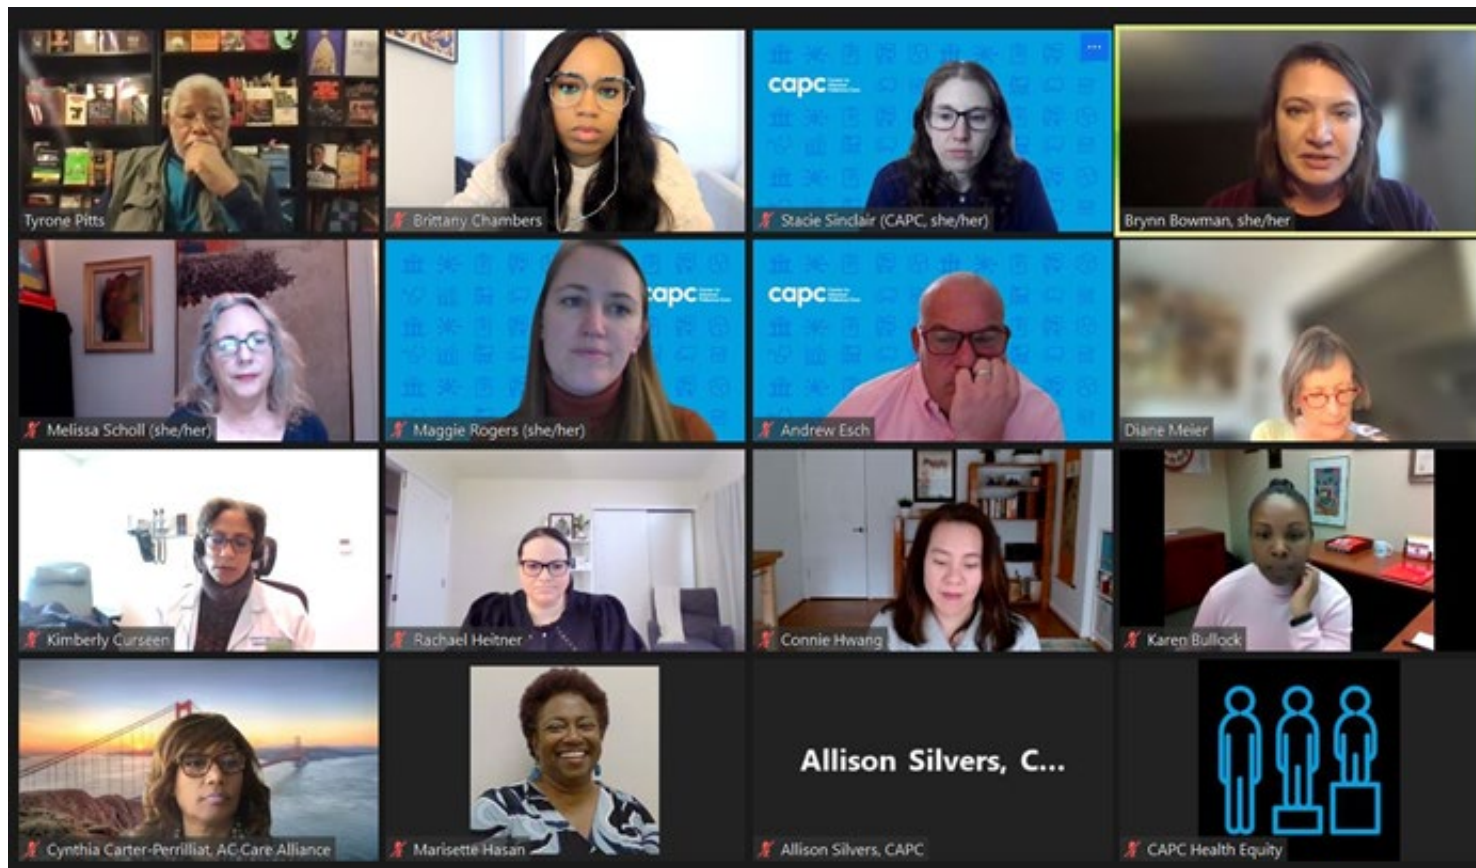 Tyrone Pitts
Brittany Chambers
capc
Stacie Sinclair (CAPC, she/her)
Brynn Bowman, she/her
Melissa Scholl (she/her)
capc
Maggie Rogers (she/her)
capc
Andrew Esch
Diane Meier
Kimberly Curseen
Rachael Heitner
Connie Hwang
Karen Bullock
Cynthia Carter-Perrilliat, AC Care Alliance
Marisette Hasan
Allison Silvers, C...
Allison Silvers, CAPC
CAPC Health Equity